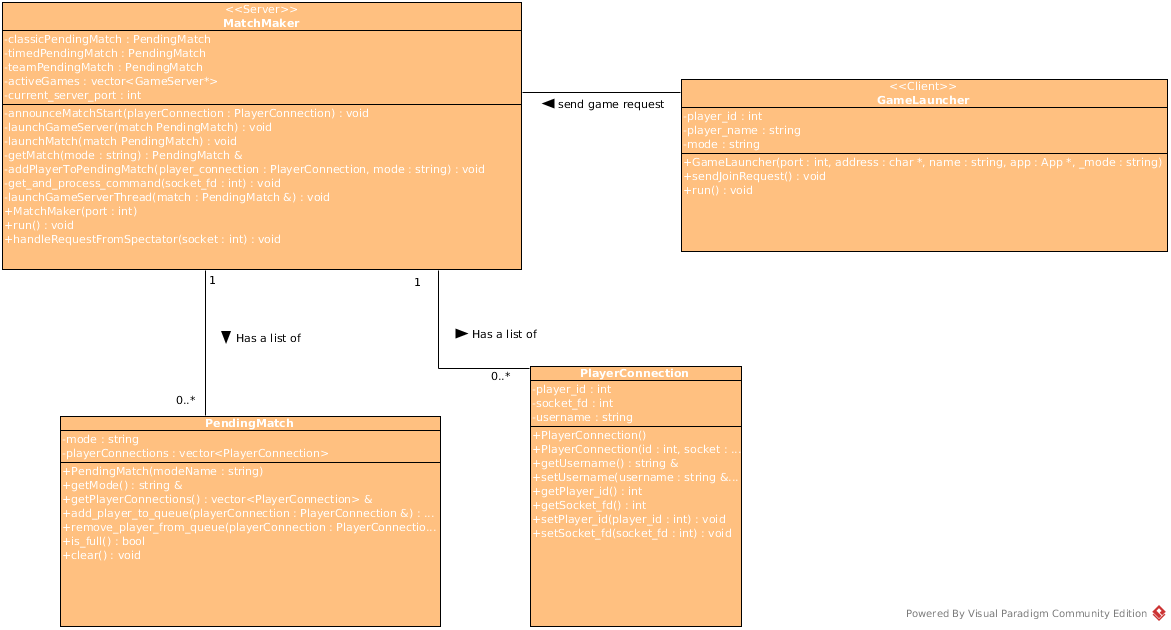 <<Server>>
MatchMaker
-classicPendingMatch : PendingMatch
-timedPendingMatch : PendingMatch
-teamPendingMatch : PendingMatch
-activeGames : vector<GameServer*>
-current_server_port : int
-announceMatchStart(playerConnection : PlayerConnection) : void
-launchGameServer(match PendingMatch) : void
-launchMatch(match PendingMatch) : void
-getMatch(mode : string) : PendingMatch &
-addPlayerToPendingMatch(player_connection : PlayerConnection, mode : string) : void
-get_and_process_command(socket_fd : int) : void
-launchGameServerThread(match : PendingMatch &) : void
+MatchMaker(port : int)
+run() : void
+handleRequestFromSpectator(socket : int) : void
send game request
<<Client>>
GameLauncher
-player_id : int
-player_name : string
-mode : string
+GameLauncher(port : int, address : char *, name : string, app : App *, _mode : string)
+sendJoinRequest() : void
+run() : void
1
Has a list of
0..*
1
Has a list of
0..*
PendingMatch
-mode : string
-playerConnections : vector<PlayerConnection>
+PendingMatch(modeName : string)
+getMode() : string &
+getPlayerConnections() : vector<PlayerConnection> &
+add_player_to_queue(playerConnection : PlayerConnection &) : ...
+remove_player_from_queue(playerConnection : PlayerConnectio...
+is_full() : bool
+clear() : void
PlayerConnection
-player_id : int
-socket_fd : int
-username : string
+PlayerConnection()
+PlayerConnection(id : int, socket : ...
+getUsername() : string &
+setUsername(username : string &...
+getPlayer_id() : int
+getSocket_fd() : int
+setPlayer_id(player_id : int) : void
+setSocket_fd(socket_fd : int) : void
Powered By Visual Paradigm Community Edition